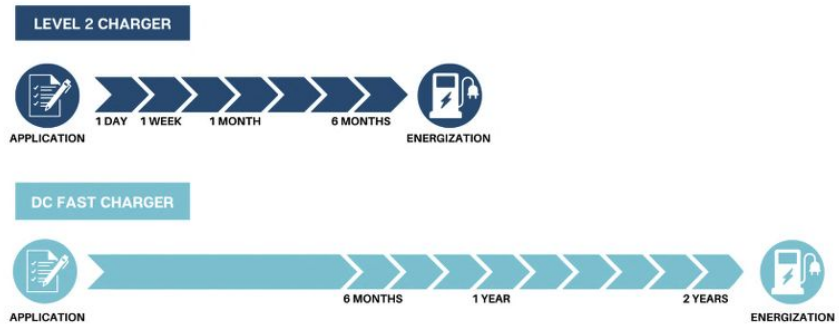 LEVEL 2 CHARGER
1 DAY 1 WEEK 1 MONTH 6 MONTHS
APPLICATION ENERGIZATION
DC FAST CHARGER
6 MONTHS 1 YEAR 2 YEARS
APPLICATION ENERGIZATION